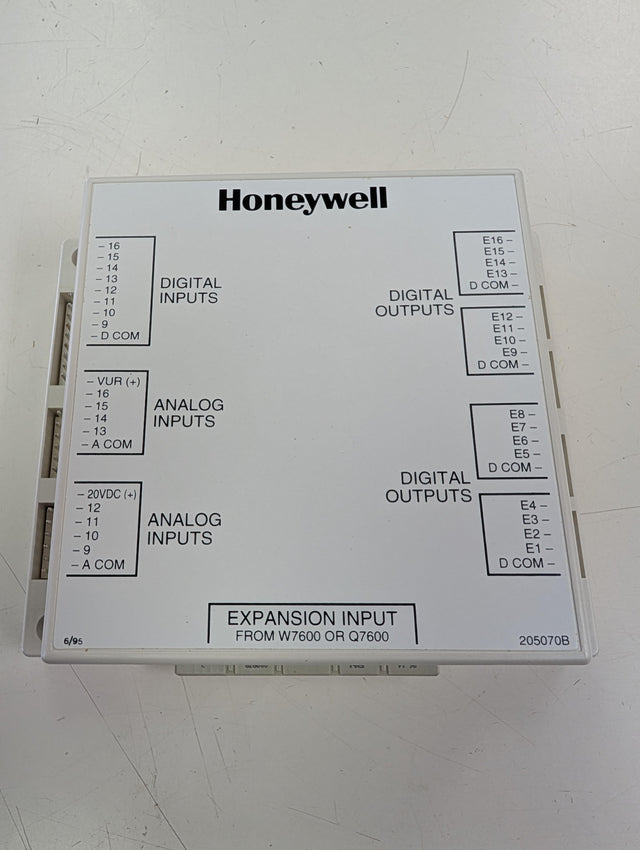 Honeywell
– 16
– 15
– 14
– 13
– 12
– 11
– 10
– 9
– D COM
DIGITAL
INPUTS
– VUR (+)
– 16
– 15
– 14
– 13
– A COM
ANALOG
INPUTS
– 20VDC (+)
– 12
– 11
– 10
– 9
– A COM
ANALOG
INPUTS
DIGITAL
OUTPUTS
E16 –
E15 –
E14 –
E13 –
D COM –
E12 –
E11 –
E10 –
E9 –
D COM –
DIGITAL
OUTPUTS
E8 –
E7 –
E6 –
E5 –
D COM –
E4 –
E3 –
E2 –
E1 –
D COM –
EXPANSION INPUT
FROM W7600 OR Q7600
6/95
205070B